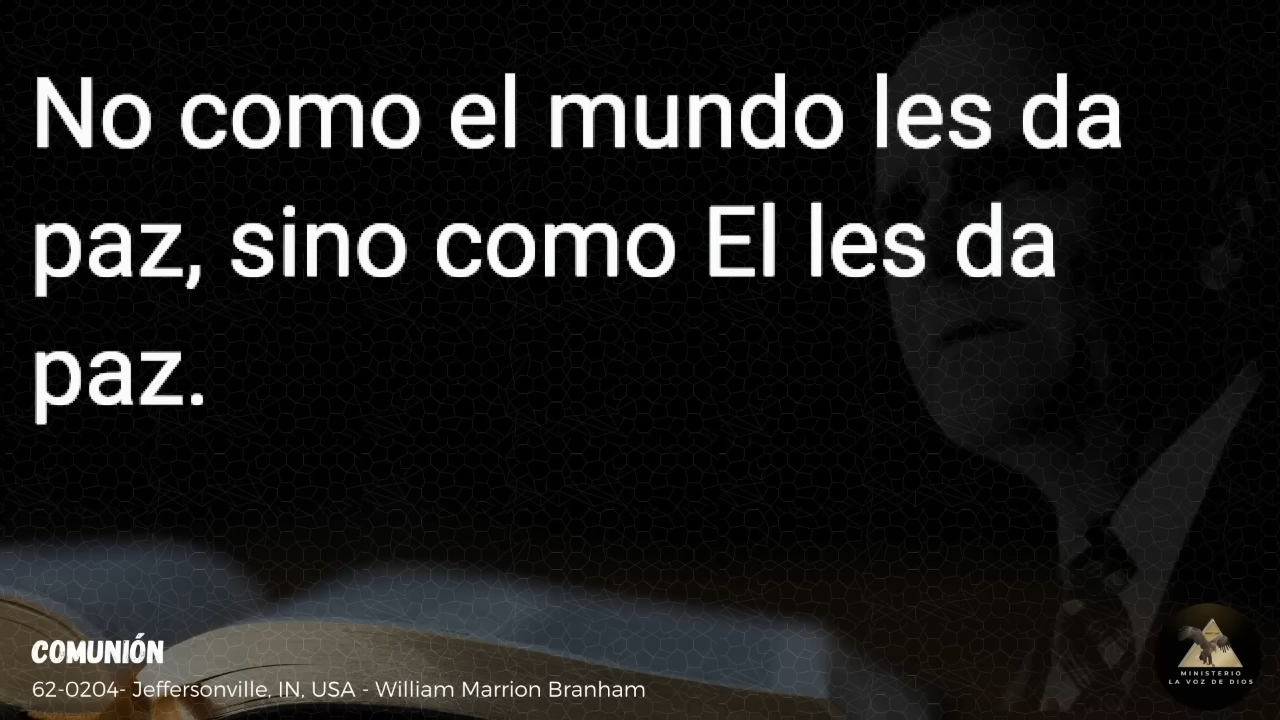 No como el mundo les da
paz, sino como El les da
paz.
COMUNIÓN
62-0204- Jeffersonville, IN, USA - William Marrion Branham
MINISTERIO
LA VOZ DE DIOS